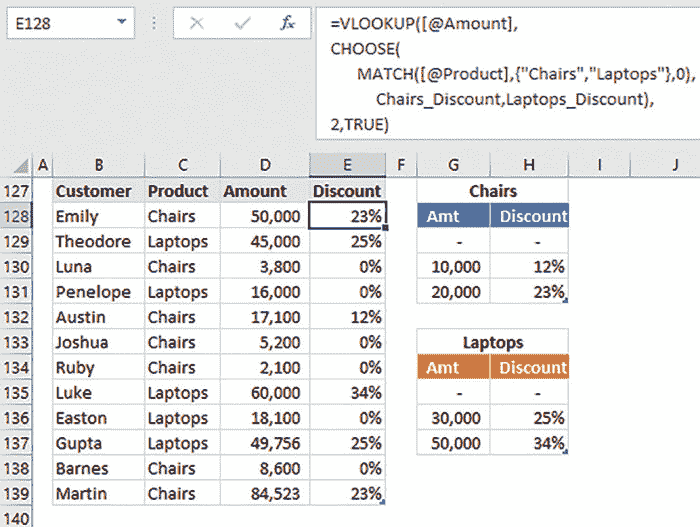 E128
fx
=VLOOKUP([@Amount],
CHOOSE(
MATCH([@Product],{"Chairs","Laptops"},0),
Chairs_Discount,Laptops_Discount),
2,TRUE)
A B C D E F G H I J
127 Customer Product Amount Discount Chairs
128 Emily Chairs 50,000 23% Amt Discount
129 Theodore Laptops 45,000 25% - -
130 Luna Chairs 3,800 0% 10,000 12%
131 Penelope Laptops 16,000 0% 20,000 23%
132 Austin Chairs 17,100 12%
133 Joshua Chairs 5,200 0% Laptops
134 Ruby Chairs 2,100 0% Amt Discount
135 Luke Laptops 60,000 34% - -
136 Easton Laptops 18,100 0% 30,000 25%
137 Gupta Laptops 49,756 25% 50,000 34%
138 Barnes Chairs 8,600 0%
139 Martin Chairs 84,523 23%
140